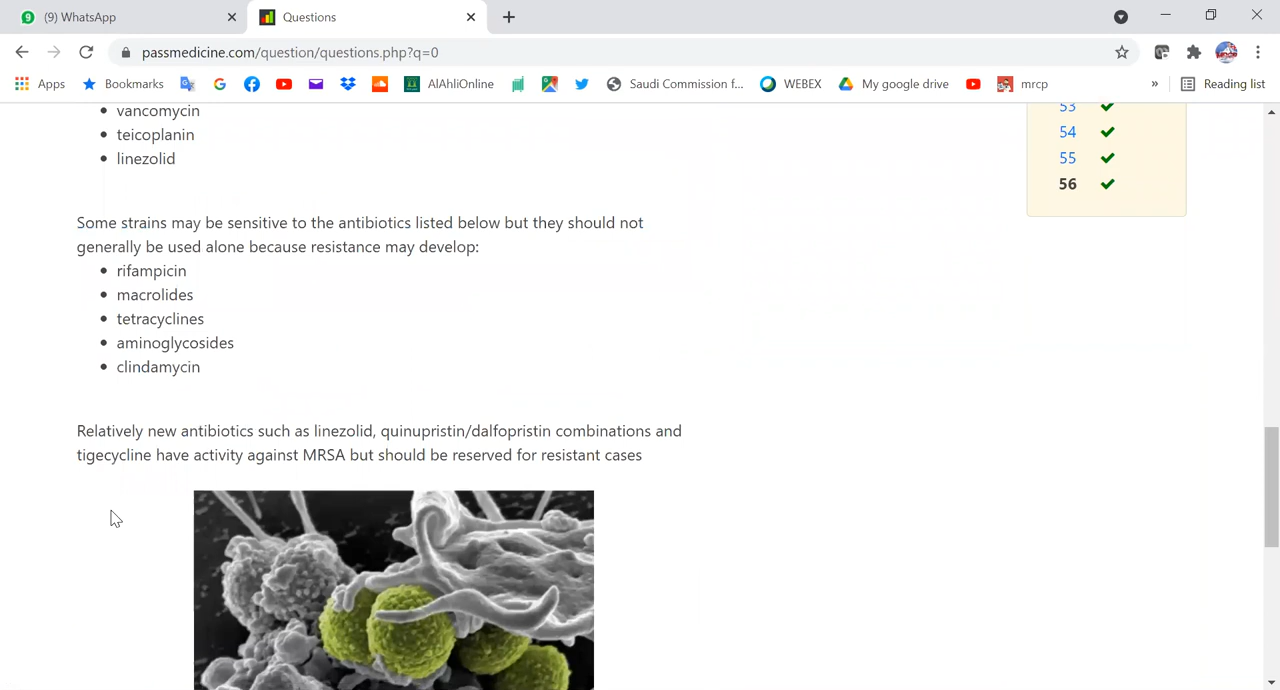 9 (9) WhatsApp
Questions
passmedicine.com/question/questions.php?q=0
Apps Bookmarks AlAhliOnline Saudi Commission f... WEBEX My google drive mrcp » Reading list
• vancomycin
• teicoplanin
• linezolid
Some strains may be sensitive to the antibiotics listed below but they should not
generally be used alone because resistance may develop:
• rifampicin
• macrolides
• tetracyclines
• aminoglycosides
• clindamycin
Relatively new antibiotics such as linezolid, quinupristin/dalfopristin combinations and
tigecycline have activity against MRSA but should be reserved for resistant cases
53
54
55
56